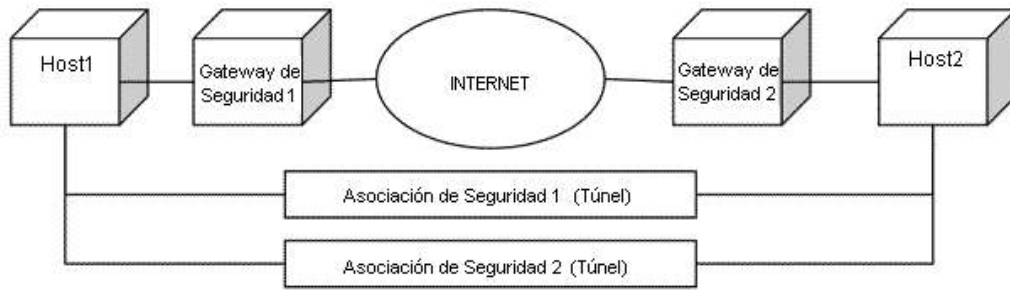 Host1
Gateway de
Seguridad 1
INTERNET
Gateway de
Seguridad 2
Host2
Asociación de Seguridad 1 (Túnel)
Asociación de Seguridad 2 (Túnel)